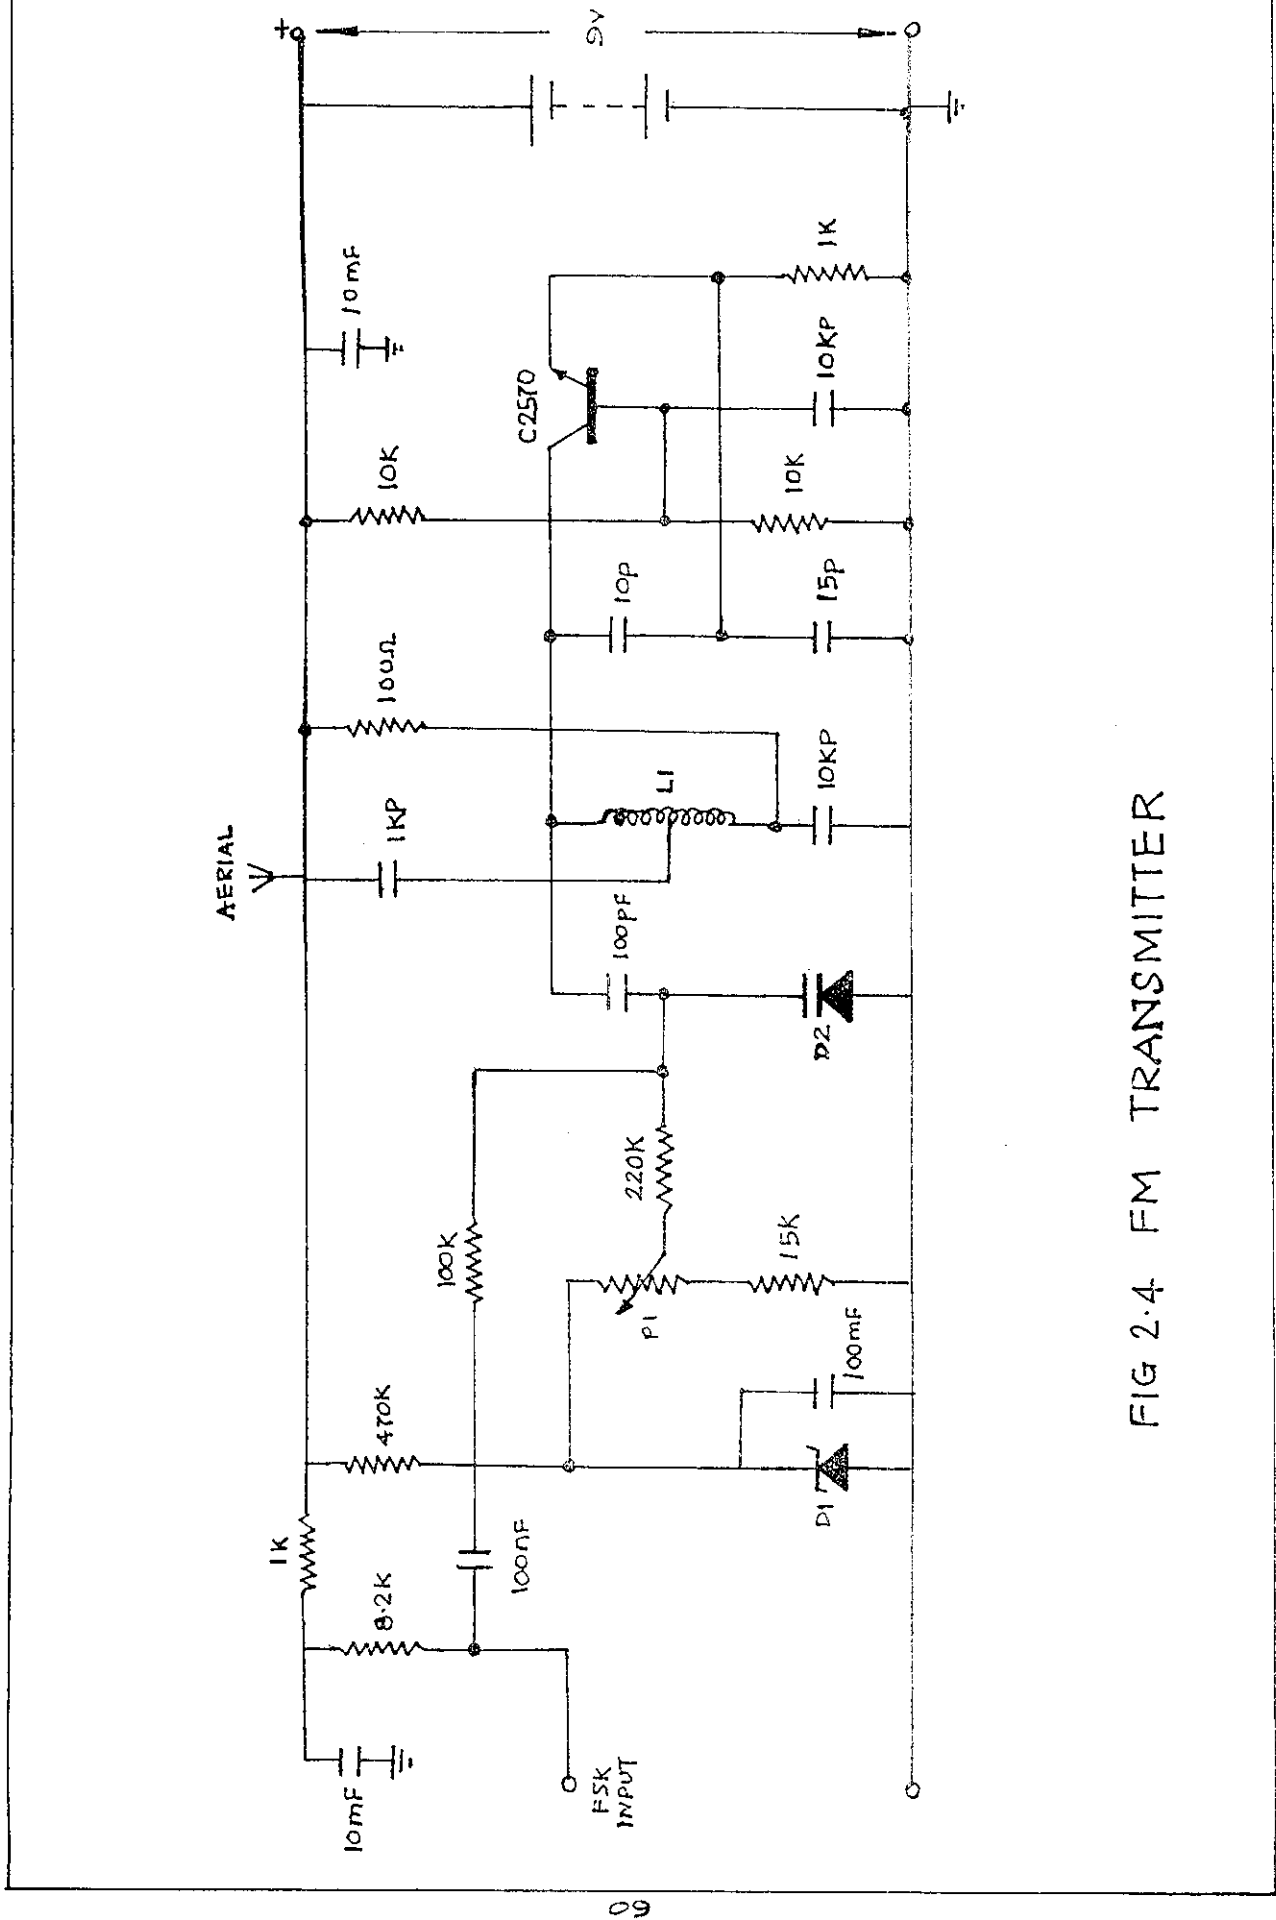 AERIAL
+
10mF
1K
8.2K
470K
100K
100nF
FSK
INPUT
P1
220K
15K
D1
100mF
100pF
D2
1KP
L1
10KP
100Ω
10p
15p
10K
10K
C2570
10KP
10mF
1K
9V
FIG 2.4 FM TRANSMITTER
60